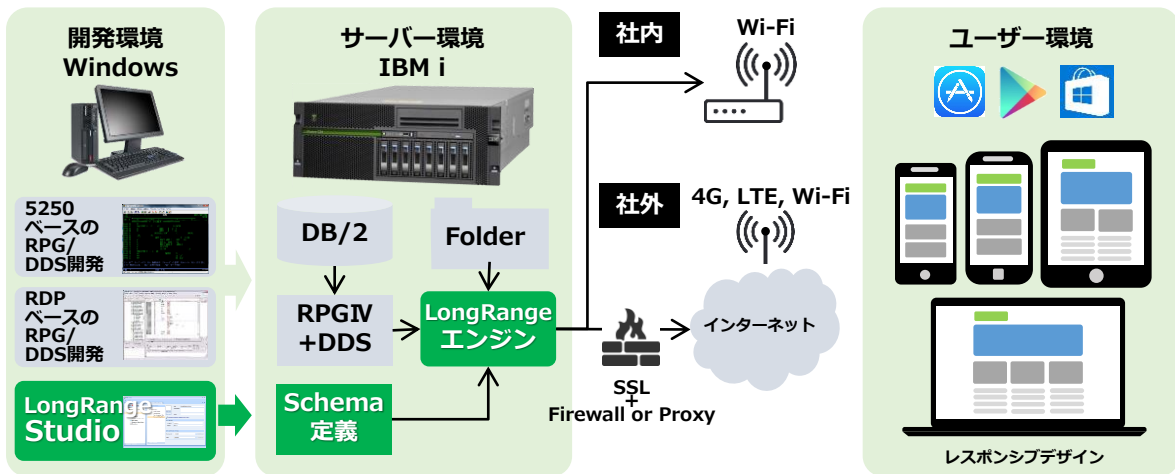 開発環境
Windows
5250
ベースの
RPG/
DDS開発
RDP
ベースの
RPG/
DDS開発
LongRange
Studio
サーバー環境
IBM i
DB/2
Folder
RPGIV
+DDS
LongRange
エンジン
Schema
定義
社内
Wi-Fi
社外
4G, LTE, Wi-Fi
インターネット
SSL
+
Firewall or Proxy
ユーザー環境
レスポンシブデザイン